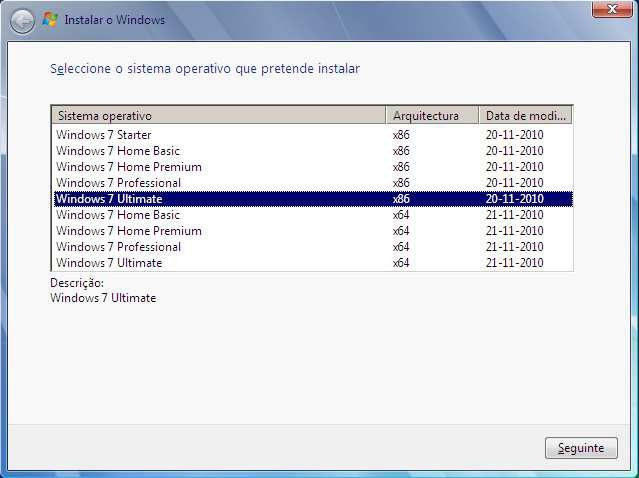 Instalar o Windows
Seleccione o sistema operativo que pretende instalar
Sistema operativo Arquitectura Data de modi...
Windows 7 Starter x86 20-11-2010
Windows 7 Home Basic x86 20-11-2010
Windows 7 Home Premium x86 20-11-2010
Windows 7 Professional x86 20-11-2010
Windows 7 Ultimate x86 20-11-2010
Windows 7 Home Basic x64 21-11-2010
Windows 7 Home Premium x64 21-11-2010
Windows 7 Professional x64 21-11-2010
Windows 7 Ultimate x64 21-11-2010
Descrição:
Windows 7 Ultimate
Seguinte